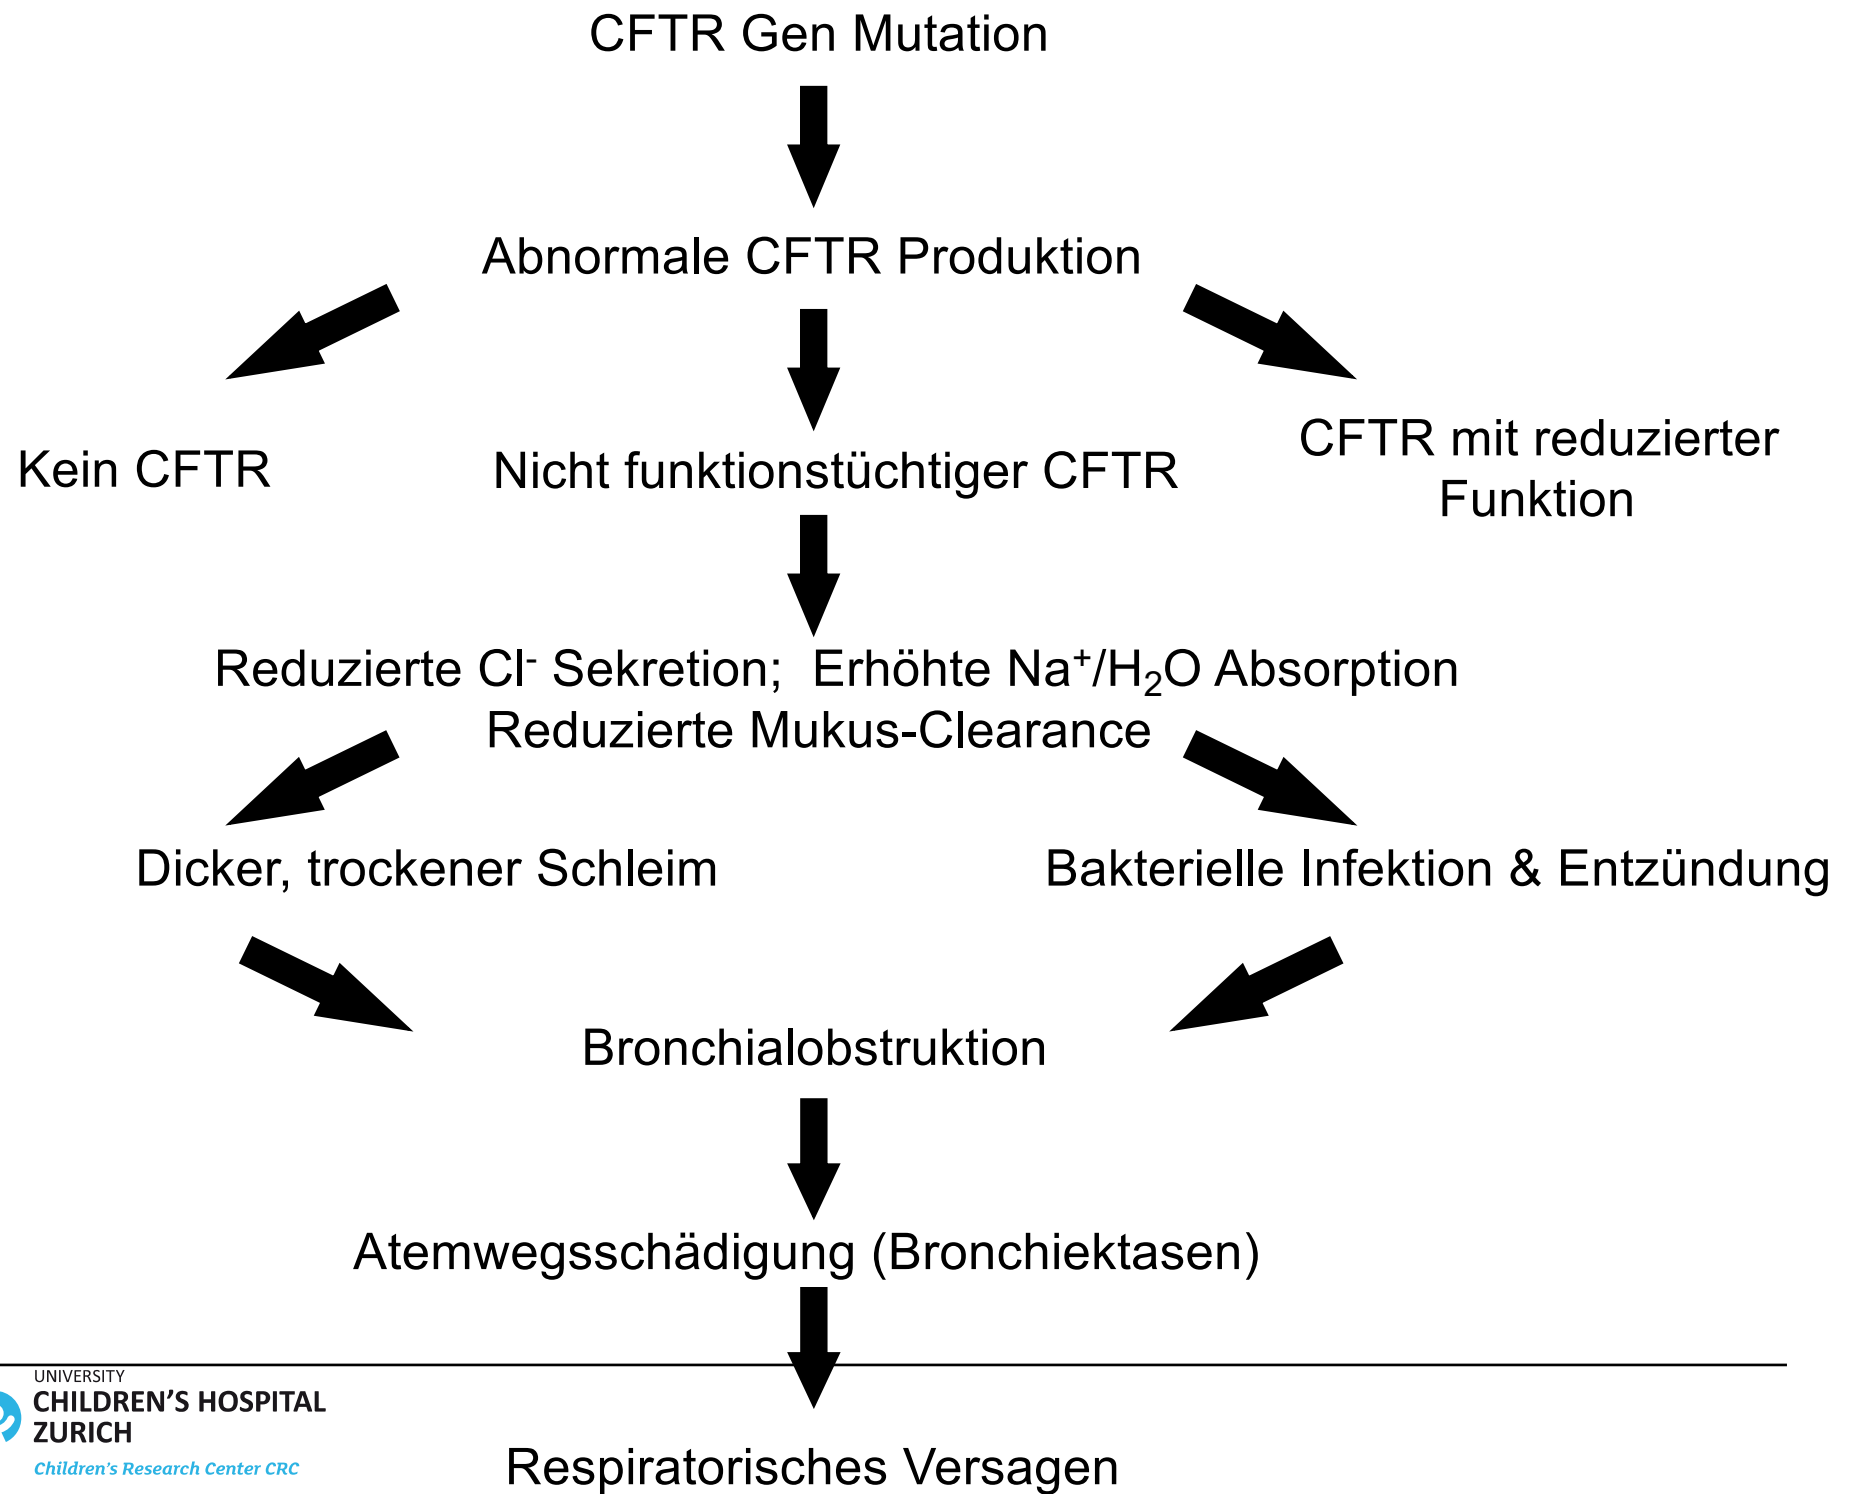 CFTR Gen Mutation
Abnormale CFTR Produktion
Kein CFTR
Nicht funktionstüchtiger CFTR
CFTR mit reduzierter
Funktion
Reduzierte Cl⁻ Sekretion; Erhöhte Na⁺/H₂O Absorption
Reduzierte Mukus-Clearance
Dicker, trockener Schleim
Bakterielle Infektion & Entzündung
Bronchialobstruktion
Atemwegsschädigung (Bronchiektasen)
UNIVERSITY
CHILDREN'S HOSPITAL
ZURICH
Children's Research Center CRC
Respiratorisches Versagen